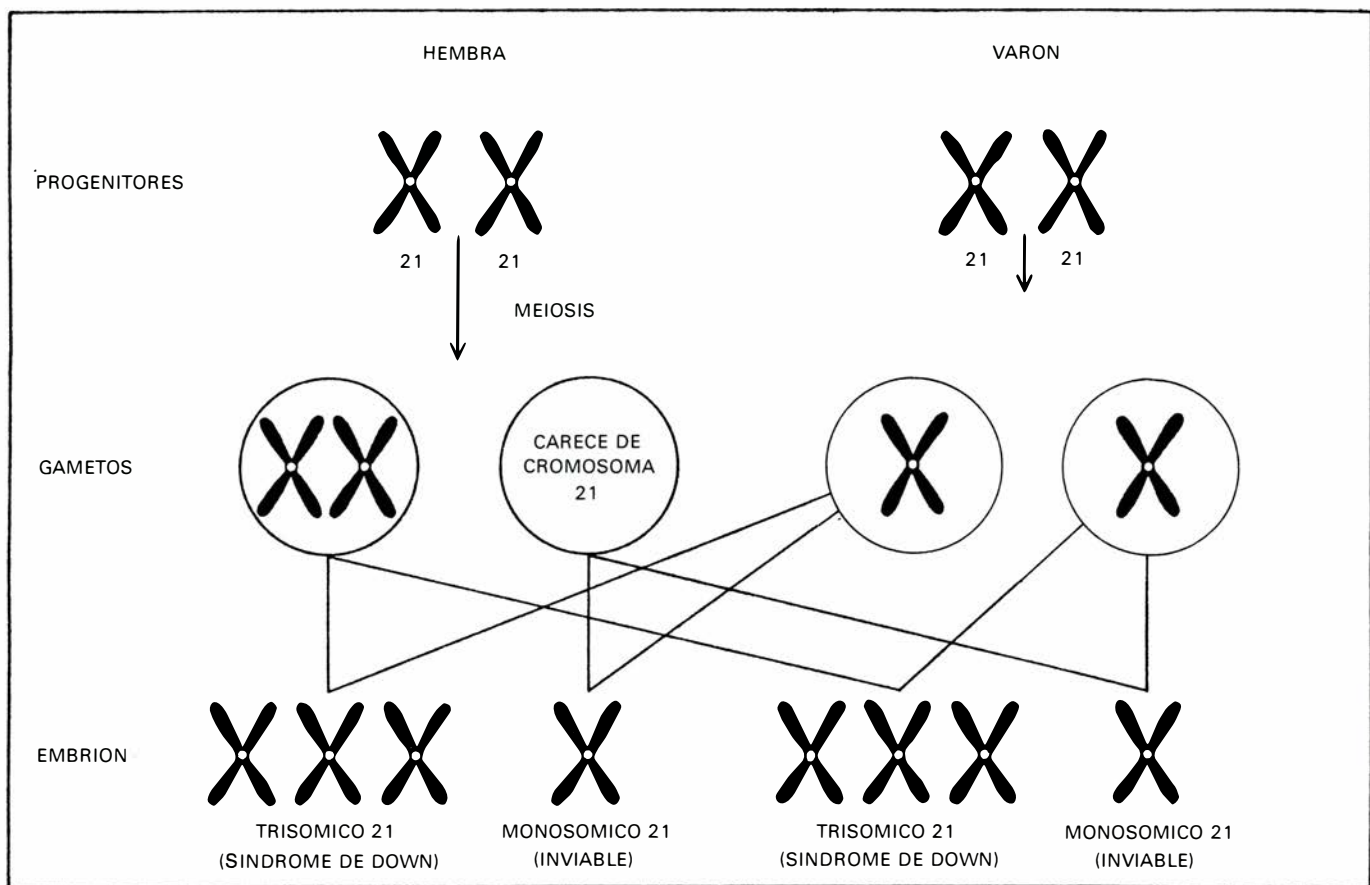 HEMBRA
VARON
PROGENITORES
21
21
21
21
MEIOSIS
GAMETOS
CARECE DE
CROMOSOMA
21
EMBRION
TRISOMICO 21
(SINDROME DE DOWN)
MONOSOMICO 21
(INVIABLE)
TRISOMICO 21
(SINDROME DE DOWN)
MONOSOMICO 21
(INVIABLE)